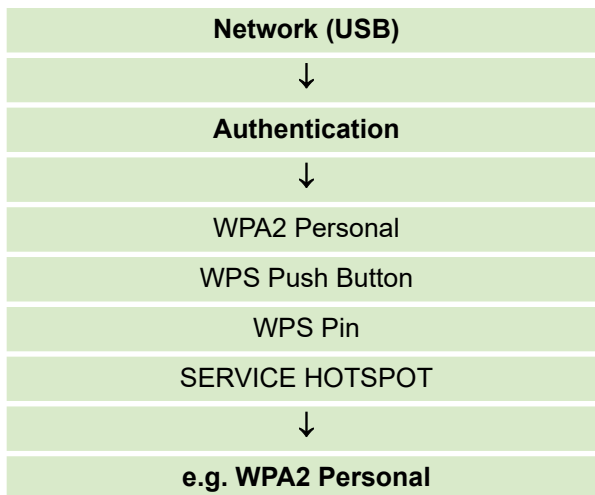 Network (USB)
↓
Authentication
↓
WPA2 Personal
WPS Push Button
WPS Pin
SERVICE HOTSPOT
↓
e.g. WPA2 Personal